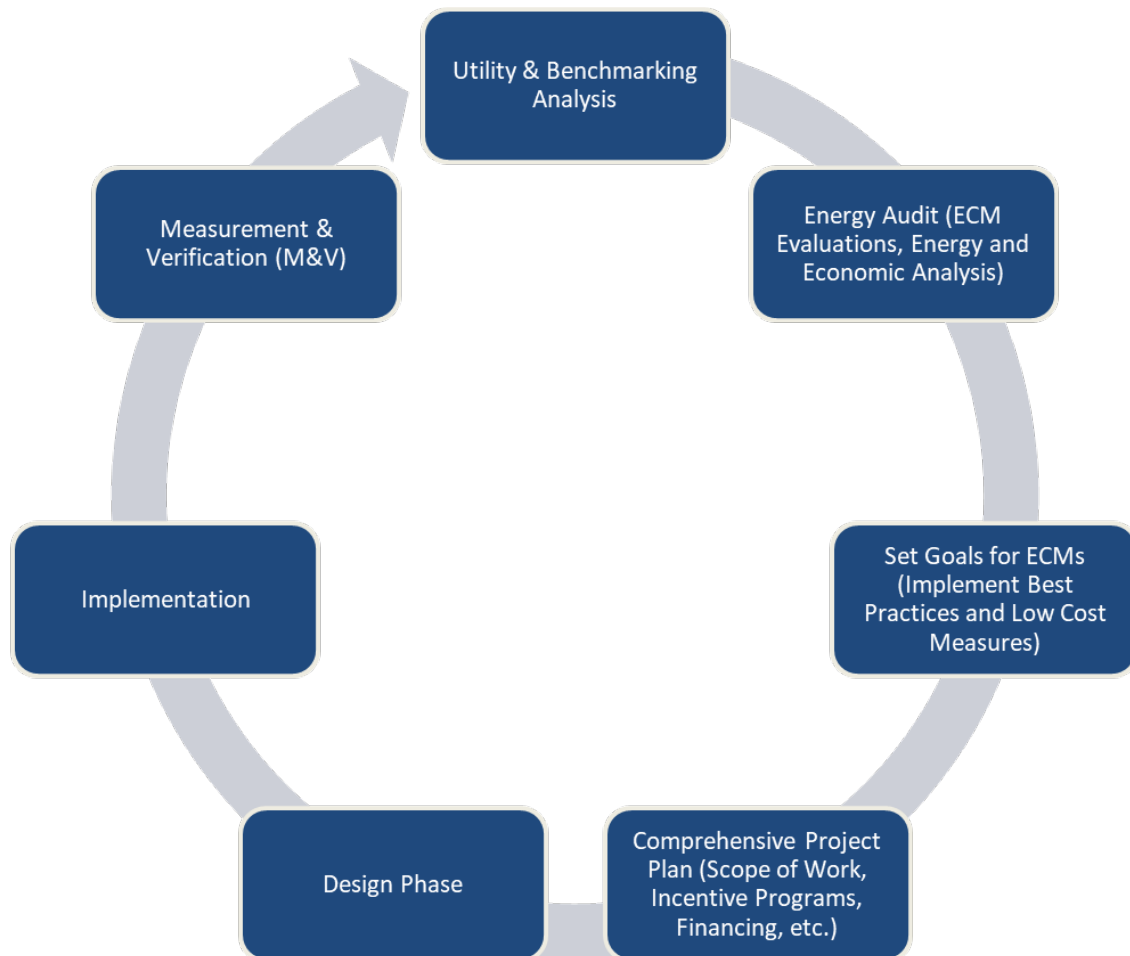 Utility & Benchmarking
Analysis
Energy Audit (ECM
Evaluations, Energy and
Economic Analysis)
Set Goals for ECMs
(Implement Best
Practices and Low Cost
Measures)
Comprehensive Project
Plan (Scope of Work,
Incentive Programs,
Financing, etc.)
Design Phase
Implementation
Measurement &
Verification (M&V)